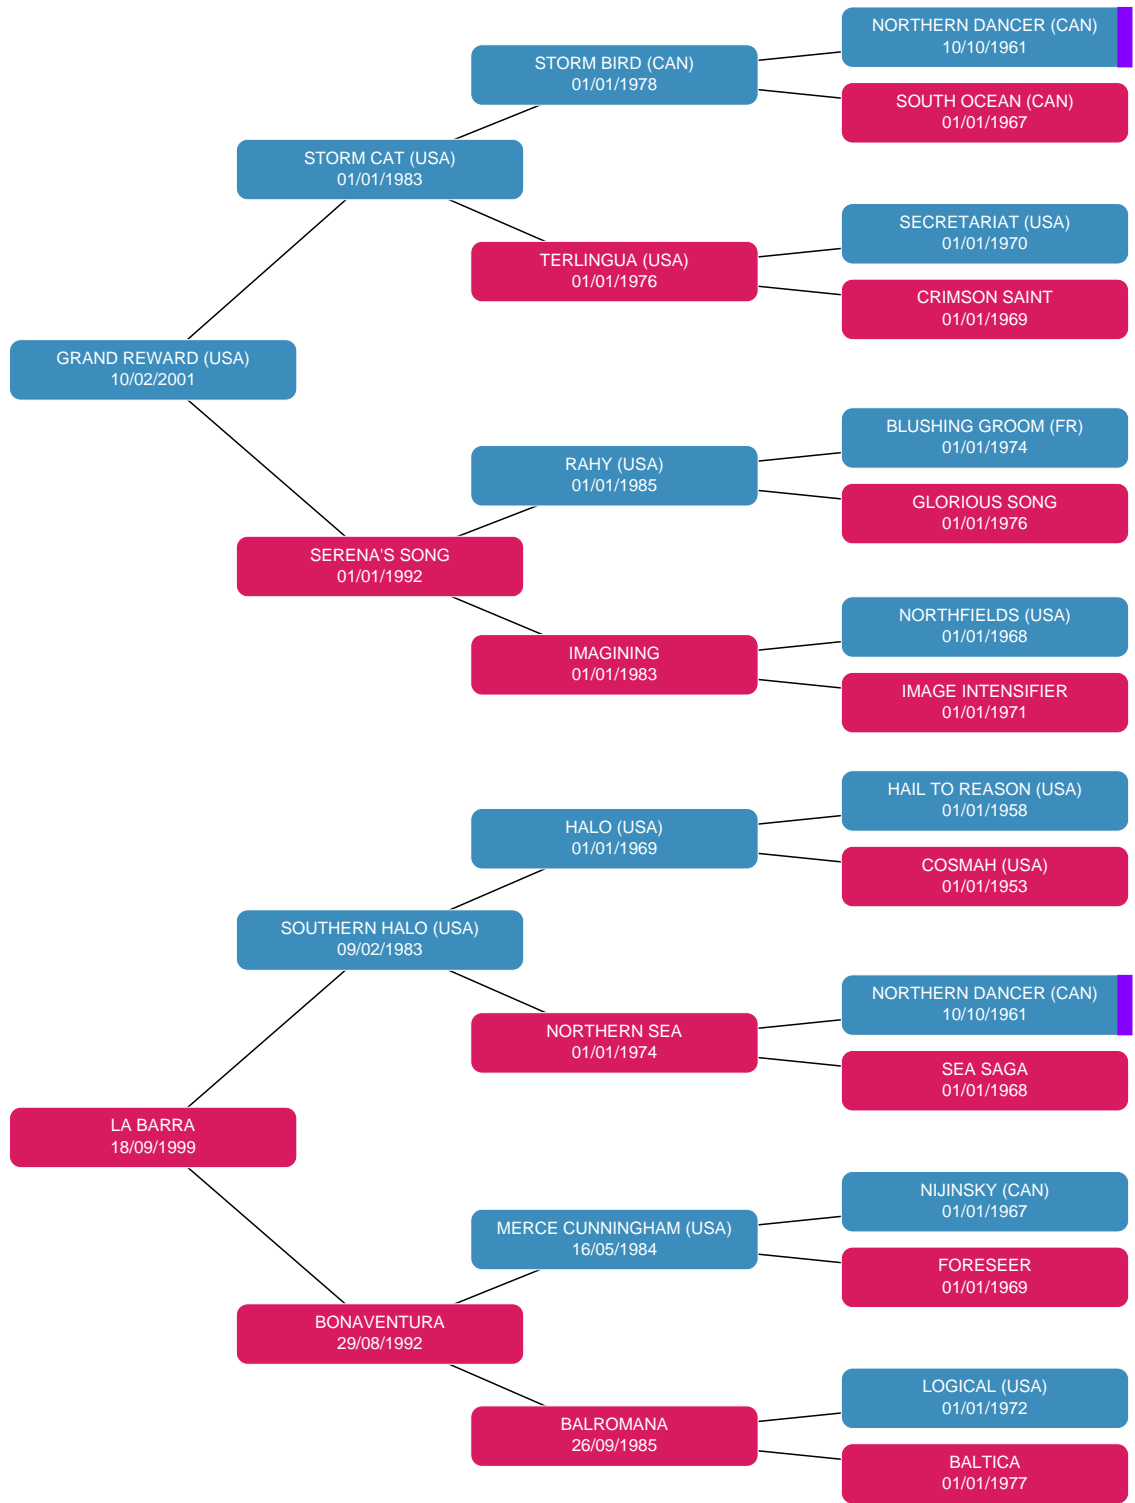 NORTHERN DANCER (CAN)
10/10/1961
STORM BIRD (CAN)
01/01/1978
SOUTH OCEAN (CAN)
01/01/1967
STORM CAT (USA)
01/01/1983
SECRETARIAT (USA)
01/01/1970
TERLINGUA (USA)
01/01/1976
CRIMSON SAINT
01/01/1969
GRAND REWARD (USA)
10/02/2001
BLUSHING GROOM (FR)
01/01/1974
RAHY (USA)
01/01/1985
GLORIOUS SONG
01/01/1976
SERENA'S SONG
01/01/1992
NORTHFIELDS (USA)
01/01/1968
IMAGINING
01/01/1983
IMAGE INTENSIFIER
01/01/1971
HAIL TO REASON (USA)
01/01/1958
HALO (USA)
01/01/1969
COSMAH (USA)
01/01/1953
SOUTHERN HALO (USA)
09/02/1983
NORTHERN DANCER (CAN)
10/10/1961
NORTHERN SEA
01/01/1974
SEA SAGA
01/01/1968
LA BARRA
18/09/1999
NIJINSKY (CAN)
01/01/1967
MERCE CUNNINGHAM (USA)
16/05/1984
FORESEER
01/01/1969
BONAVENTURA
29/08/1992
LOGICAL (USA)
01/01/1972
BALROMANA
26/09/1985
BALTICA
01/01/1977